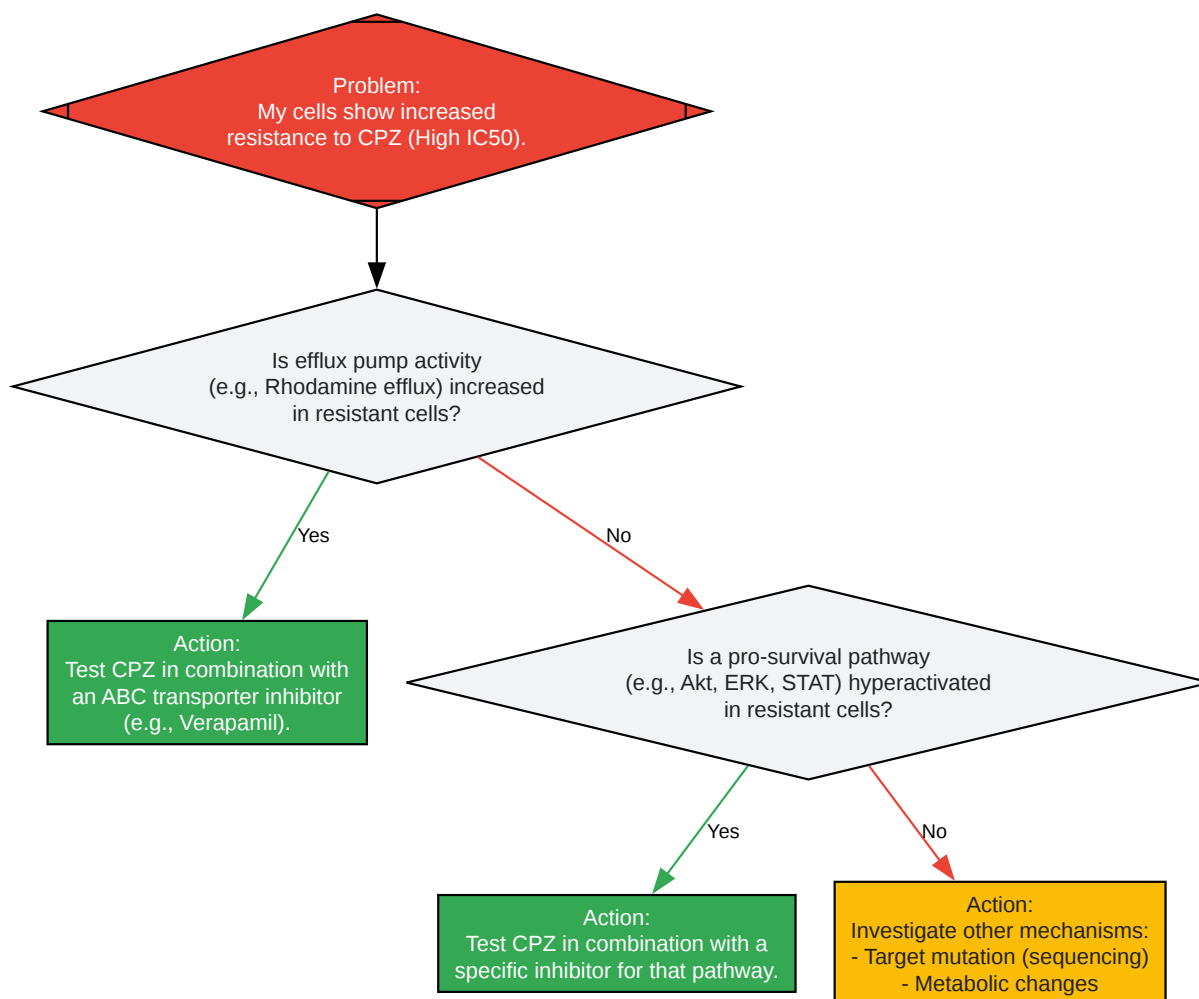 Problem:
My cells show increased
resistance to CPZ (High IC50).
Is efflux pump activity
(e.g., Rhodamine efflux) increased
in resistant cells?
Yes
No
Action:
Test CPZ in combination with
an ABC transporter inhibitor
(e.g., Verapamil).
Is a pro-survival pathway
(e.g., Akt, ERK, STAT) hyperactivated
in resistant cells?
Yes
No
Action:
Test CPZ in combination with a
specific inhibitor for that pathway.
Action:
Investigate other mechanisms:
- Target mutation (sequencing)
- Metabolic changes